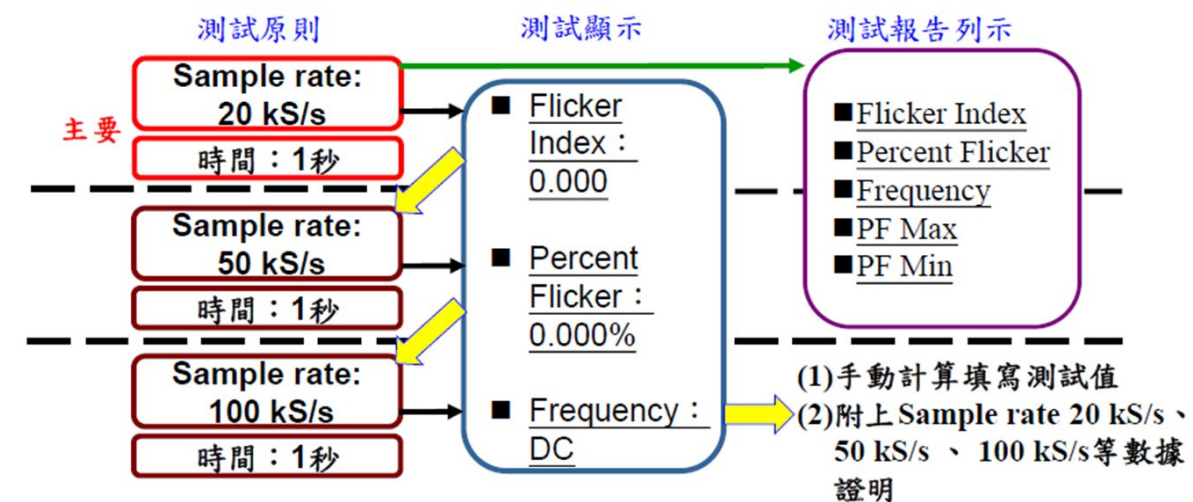 測試原則
測試顯示
測試報告列示
主要
Sample rate:
20 kS/s
時間：1秒
Sample rate:
50 kS/s
時間：1秒
Sample rate:
100 kS/s
時間：1秒
■ Flicker
Index：
0.000
■ Percent
Flicker：
0.000%
■ Frequency：
DC
■Flicker Index
■Percent Flicker
■Frequency
■PF Max
■PF Min
(1)手動計算填寫測試值
(2)附上Sample rate 20 kS/s、
50 kS/s 、 100 kS/s等數據
證明